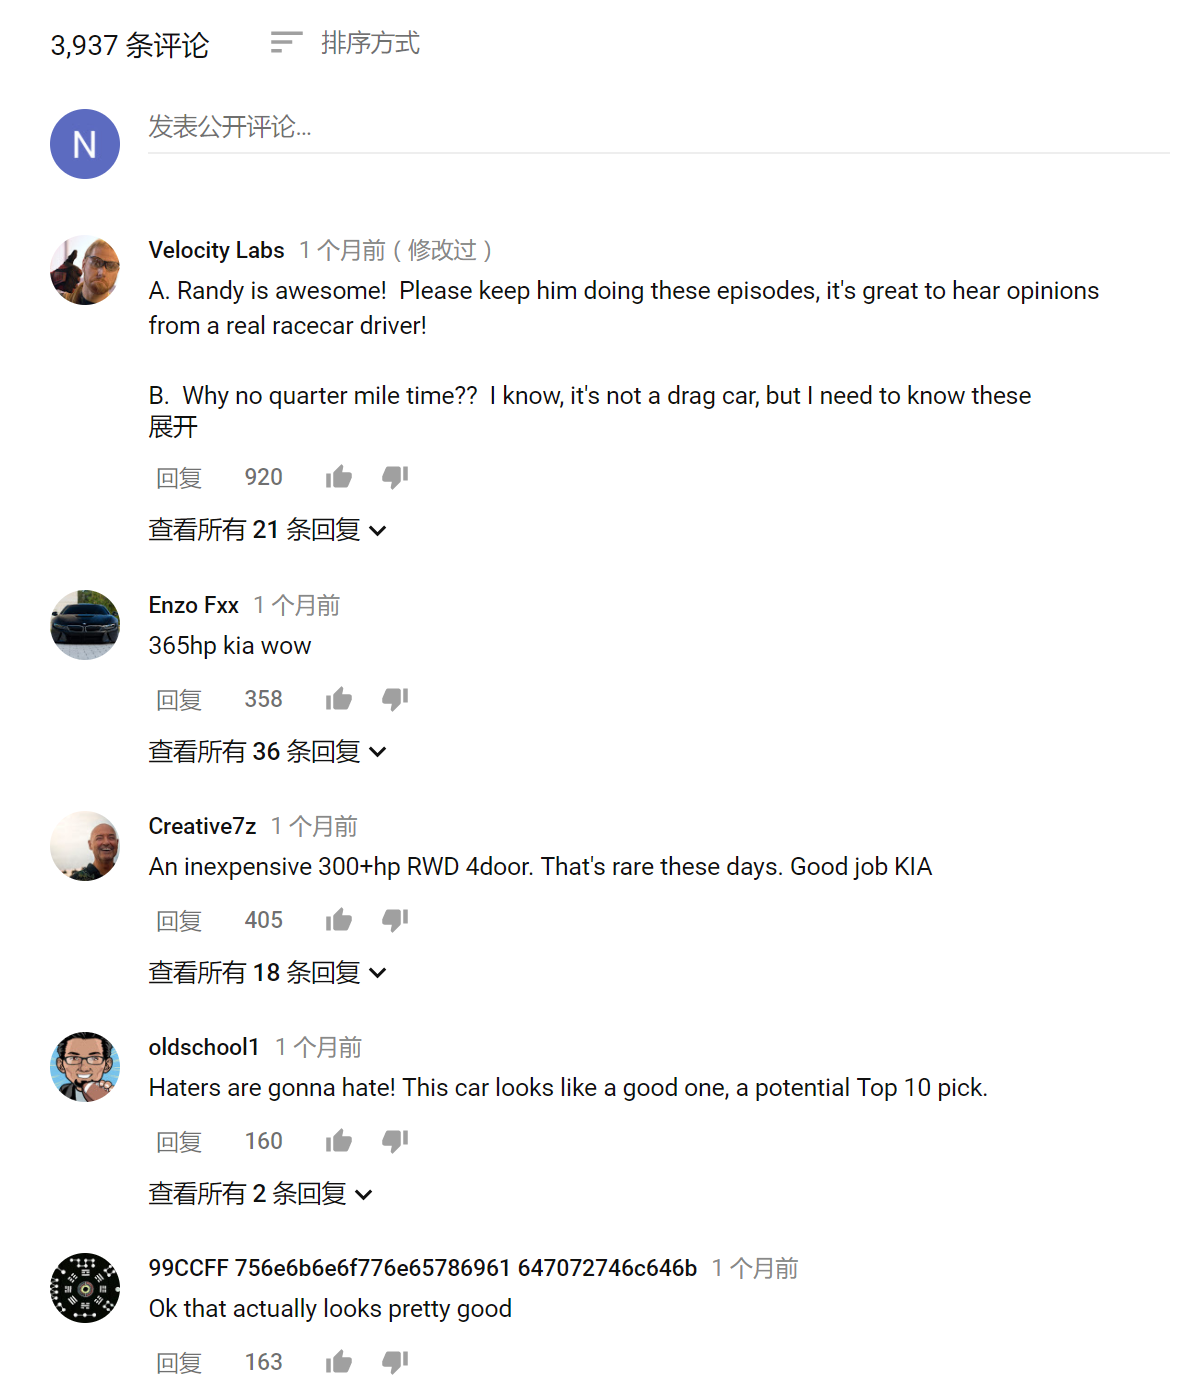 3,937 条评论 排序方式
N 发表公开评论...
Velocity Labs 1 个月前 ( 修改过 )
A. Randy is awesome!  Please keep him doing these episodes, it's great to hear opinions
from a real racecar driver!
B.  Why no quarter mile time??  I know, it's not a drag car, but I need to know these
展开
回复 920
查看所有 21 条回复
Enzo Fxx 1 个月前
365hp kia wow
回复 358
查看所有 36 条回复
Creative7z 1 个月前
An inexpensive 300+hp RWD 4door. That's rare these days. Good job KIA
回复 405
查看所有 18 条回复
oldschool1 1 个月前
Haters are gonna hate! This car looks like a good one, a potential Top 10 pick.
回复 160
查看所有 2 条回复
99CCFF 756e6b6e6f776e65786961 647072746c646b 1 个月前
Ok that actually looks pretty good
回复 163